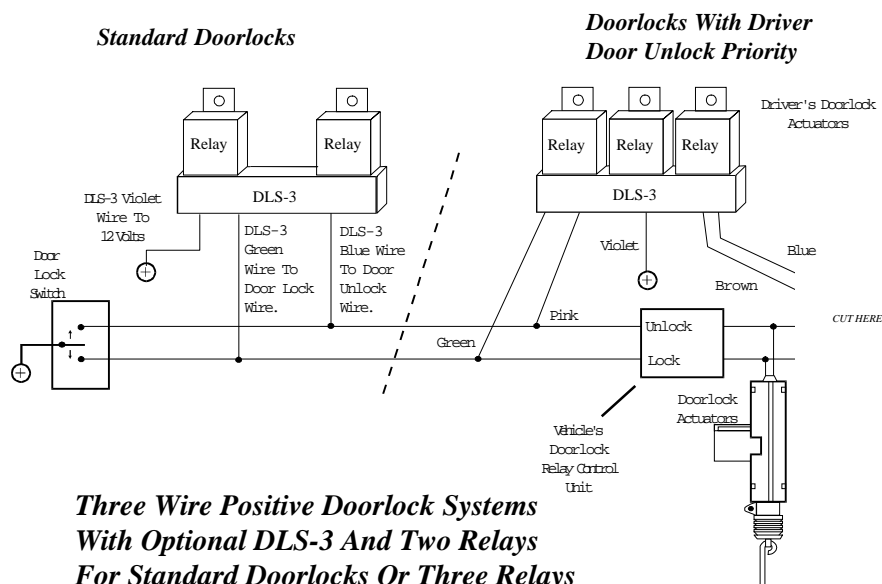 Standard Doorlocks
Doorlocks With Driver
Door Unlock Priority
Relay
Relay
DLS-3
DLS-3 Violet
Wire To
12 Volts
DLS-3
Green
Wire To
Door Lock
Wire.
DLS-3
Blue Wire
To Door
Unlock
Wire.
Door
Lock
Switch
Relay
Relay
Relay
DLS-3
Driver's Doorlock
Actuators
Violet
Blue
Brown
Pink
Green
CUT HERE
Unlock
Lock
Doorlock
Actuators
Vehicle's
Doorlock
Relay Control
Unit
Three Wire Positive Doorlock Systems
With Optional DLS-3 And Two Relays
For Standard Doorlocks Or Three Relays